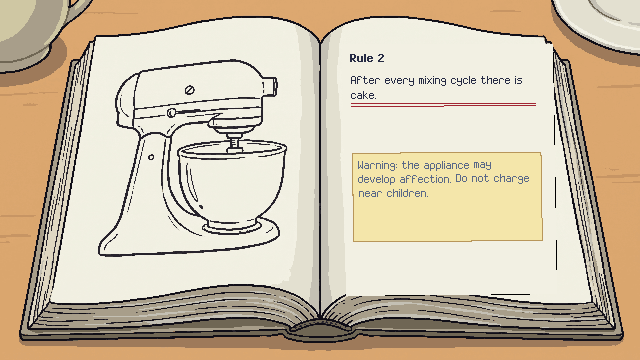 Rule 2
After every mixing cycle there is
cake.
Warning: the appliance may
develop affection. Do not charge
near children.